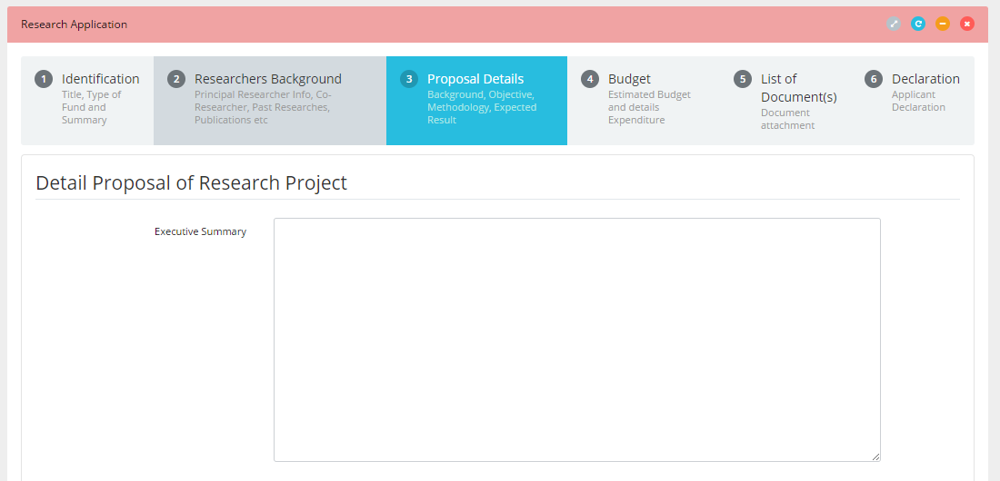 Research Application
1 Identification
Title, Type of
Fund and
Summary
2 Researchers Background
Principal Researcher Info, Co-
Researcher, Past Researches,
Publications etc
3 Proposal Details
Background, Objective,
Methodology, Expected
Result
4 Budget
Estimated Budget
and details
Expenditure
5 List of
Document(s)
Document
attachment
6 Declaration
Applicant
Declaration
Detail Proposal of Research Project
Executive Summary